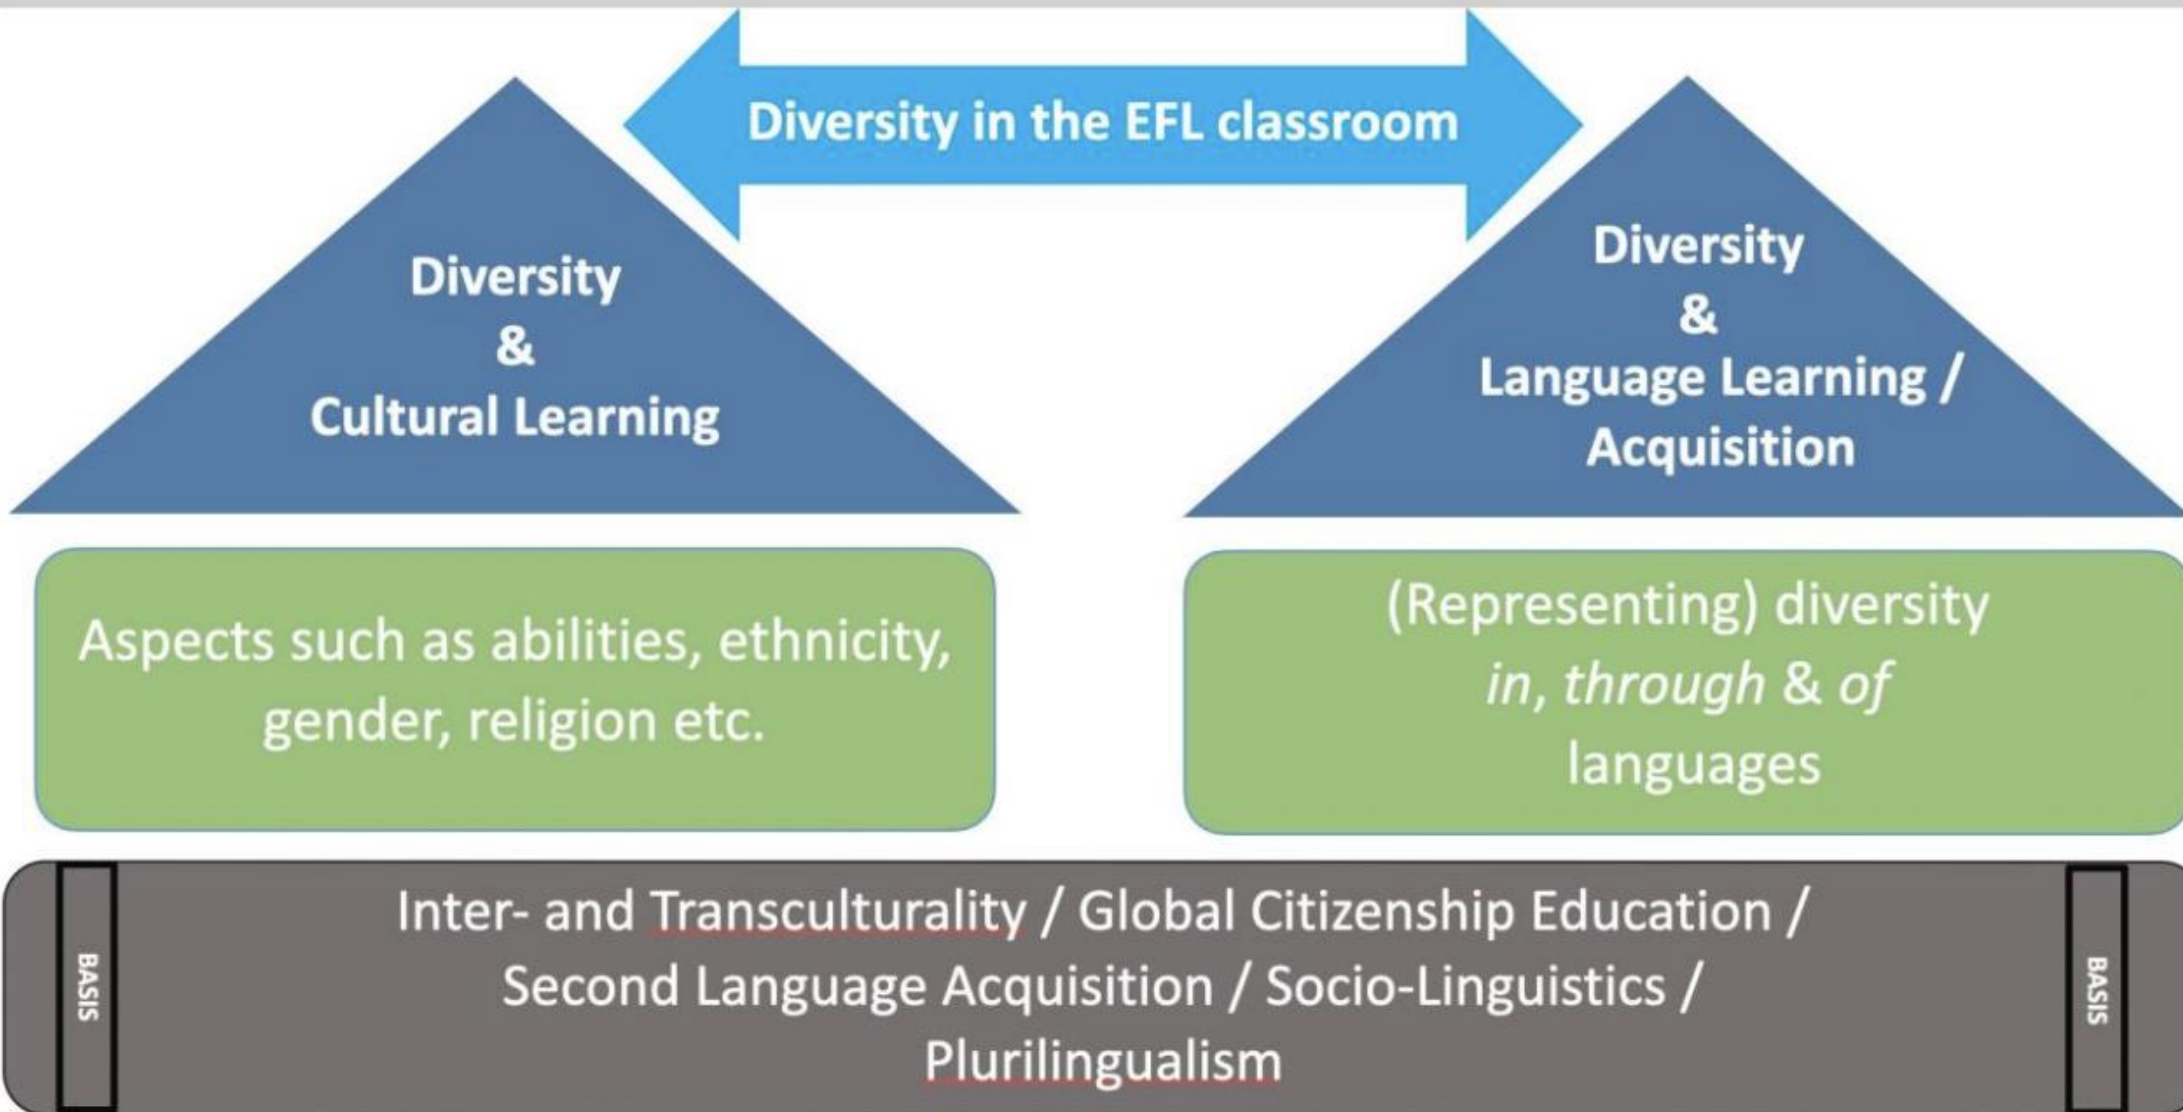 Diversity in the EFL classroom
Diversity
&
Cultural Learning
Diversity
&
Language Learning /
Acquisition
Aspects such as abilities, ethnicity,
gender, religion etc.
(Representing) diversity
in, through & of
languages
BASIS
Inter- and Transculturality / Global Citizenship Education /
Second Language Acquisition / Socio-Linguistics /
Plurilingualism
BASIS